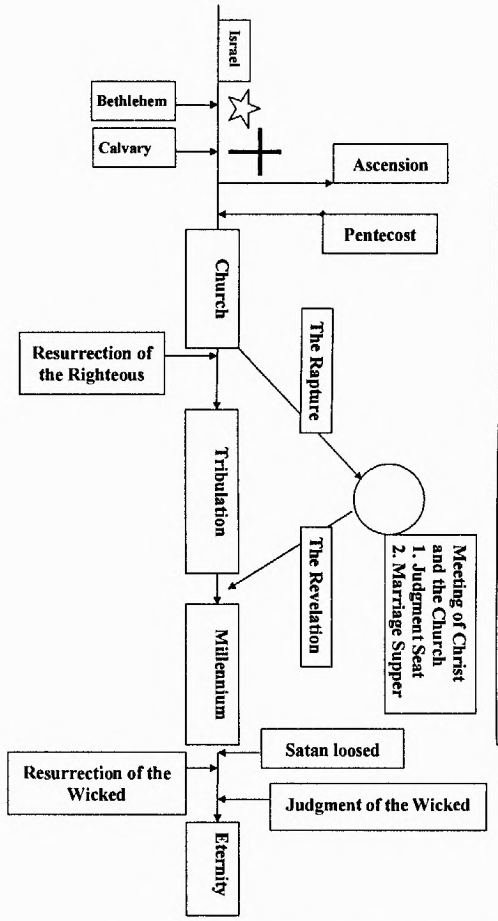 Israel
Bethlehem
Calvary
Ascension
Pentecost
Church
Resurrection of
the Righteous
The Rapture
Tribulation
Meeting of Christ
and the Church
1. Judgment Seat
2. Marriage Supper
The Revelation
Millennium
Satan loosed
Resurrection of the
Wicked
Judgment of the Wicked
Eternity